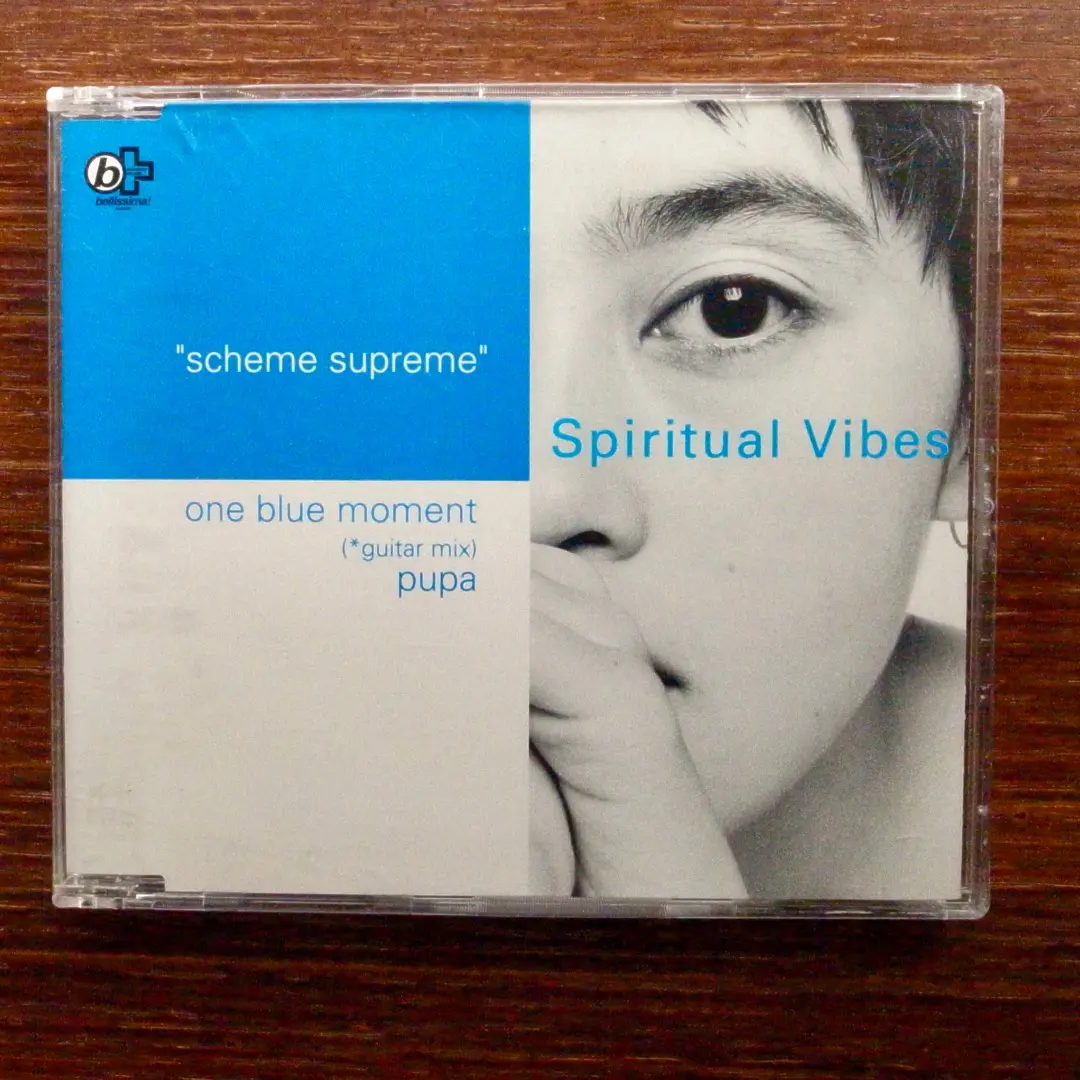 b
bellissima!
"scheme supreme"
Spiritual Vibes
one blue moment
(*guitar mix)
pupa